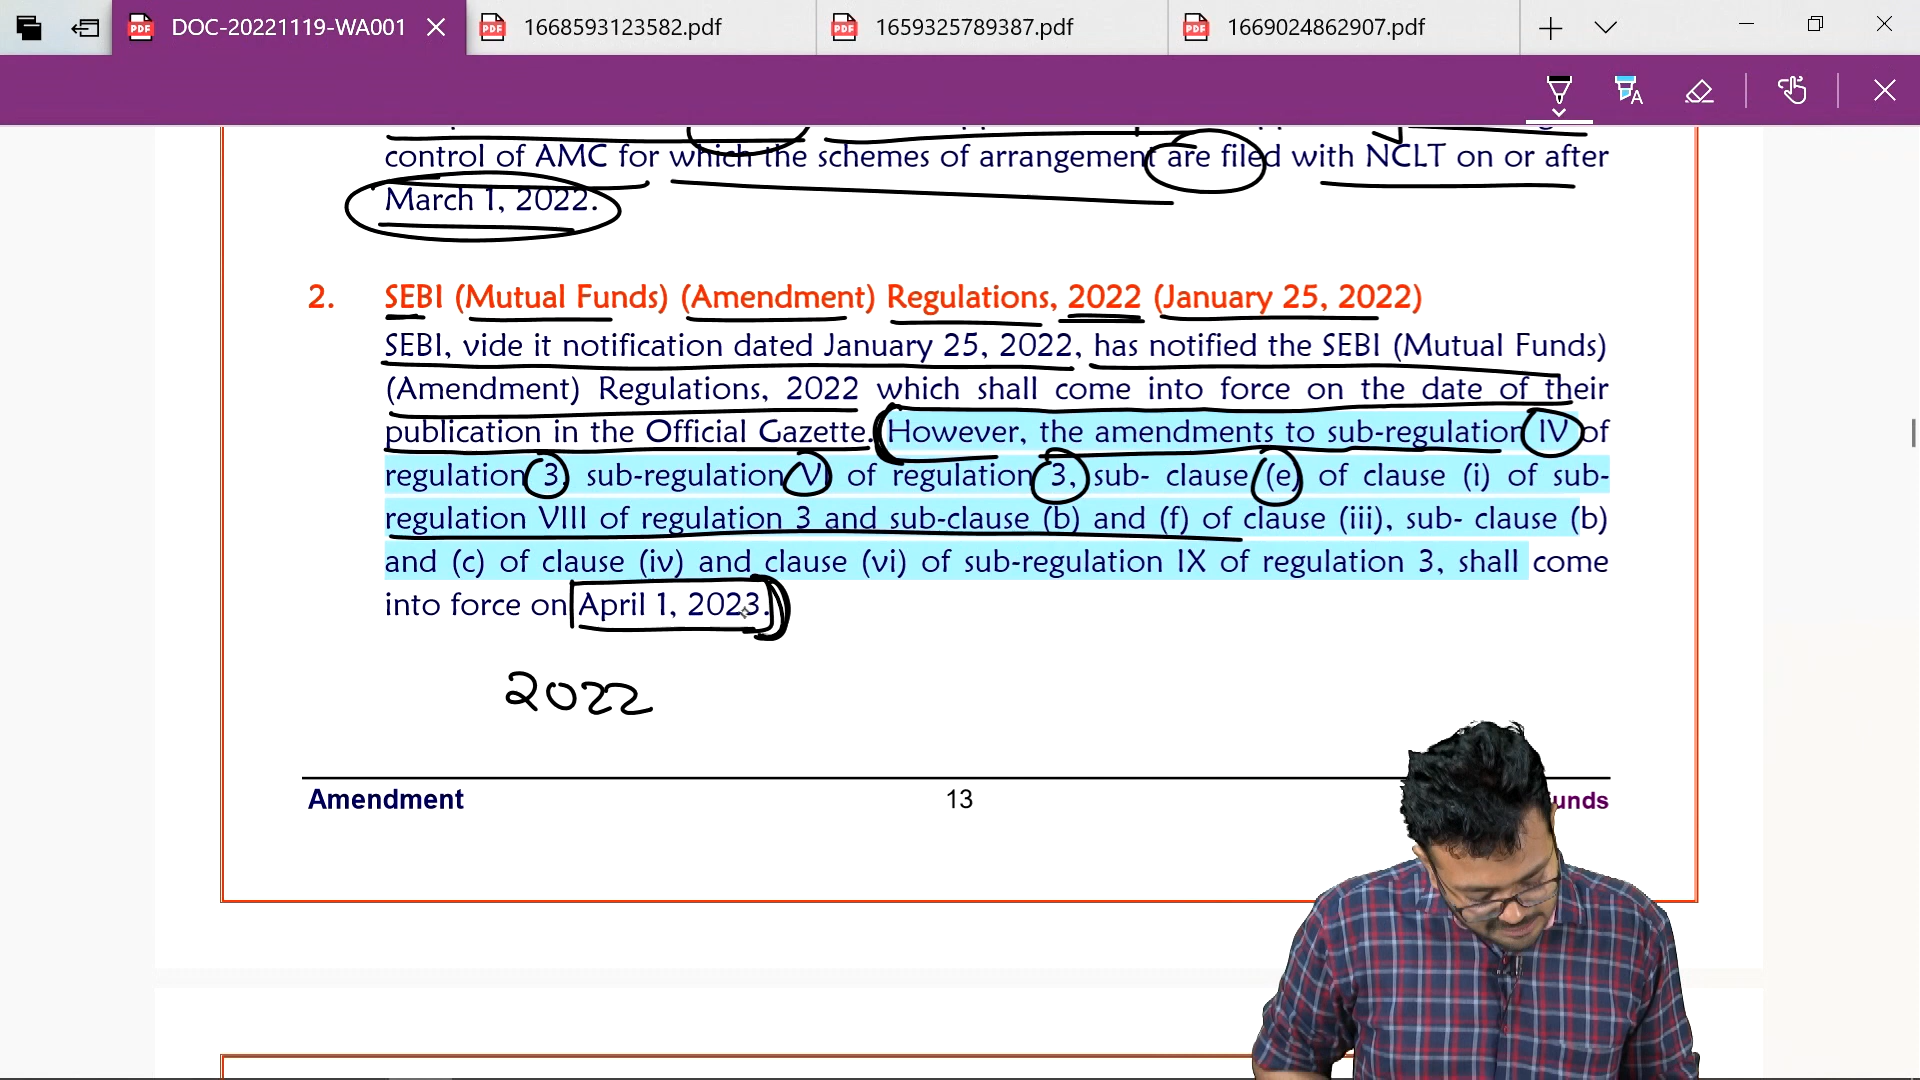 DOC-20221119-WA001 1668593123582.pdf 1659325789387.pdf 1669024862907.pdf
control of AMC for which the schemes of arrangement are filed with NCLT on or after
March 1, 2022.
2. SEBI (Mutual Funds) (Amendment) Regulations, 2022 (January 25, 2022)
SEBI, vide it notification dated January 25, 2022, has notified the SEBI (Mutual Funds)
(Amendment) Regulations, 2022 which shall come into force on the date of their
publication in the Official Gazette. However, the amendments to sub-regulation IV of
regulation 3, sub-regulation V of regulation 3, sub- clause (e) of clause (i) of sub-
regulation VIII of regulation 3 and sub-clause (b) and (f) of clause (iii), sub- clause (b)
and (c) of clause (iv) and clause (vi) of sub-regulation IX of regulation 3, shall come
into force on April 1, 2023.
2022
Amendment 13 unds